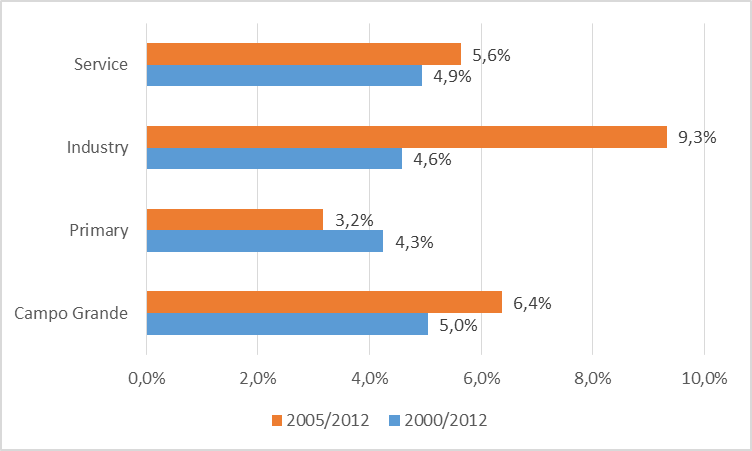 Service
5,6%
4,9%
Industry
9,3%
4,6%
Primary
3,2%
4,3%
Campo Grande
6,4%
5,0%
0,0% 2,0% 4,0% 6,0% 8,0% 10,0%
2005/2012 2000/2012